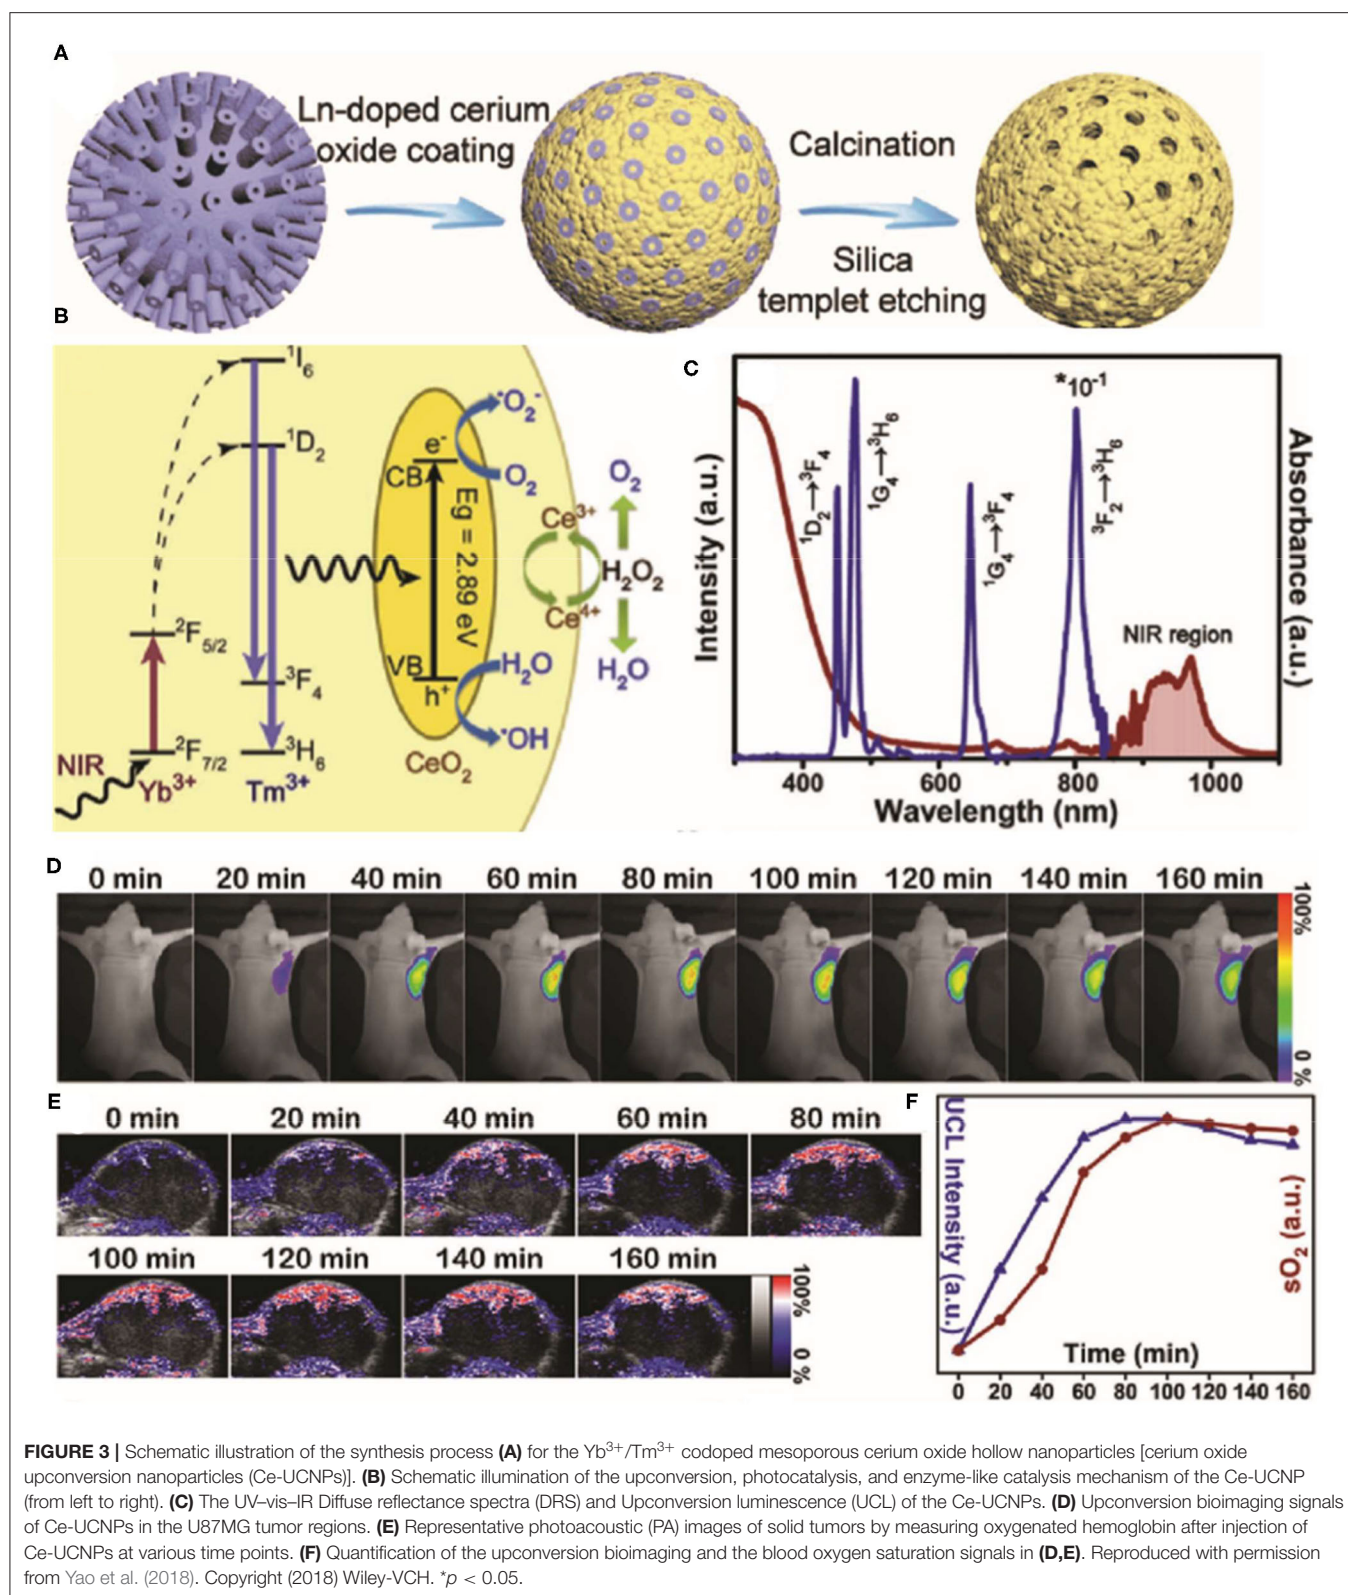 A
Ln-doped cerium
oxide coating
Calcination
Silica
templet etching
B
¹I₆
¹D₂
²F₅/₂
³F₄
²F₇/₂
³H₆
NIR
Yb³⁺
Tm³⁺
e⁻
CB
Eg = 2.89 eV
VB
h⁺
CeO₂
•O₂⁻
O₂
H₂O
•OH
Ce³⁺
Ce⁴⁺
O₂
H₂O₂
H₂O
C
Intensity (a.u.)
Absorbance (a.u.)
¹D₂→³F₄
¹G₄→³H₆
¹G₄→³F₄
*10⁻¹
³F₂→³H₆
NIR region
400 600 800 1000
Wavelength (nm)
D
0 min 20 min 40 min 60 min 80 min 100 min 120 min 140 min 160 min
100%
0 %
E
0 min 20 min 40 min 60 min 80 min
100 min 120 min 140 min 160 min
100%
0 %
F
UCL Intensity (a.u.)
sO₂ (a.u.)
Time (min)
0 20 40 60 80 100 120 140 160
FIGURE 3 | Schematic illustration of the synthesis process (A) for the Yb³⁺/Tm³⁺ codoped mesoporous cerium oxide hollow nanoparticles [cerium oxide
upconversion nanoparticles (Ce-UCNPs)]. (B) Schematic illumination of the upconversion, photocatalysis, and enzyme-like catalysis mechanism of the Ce-UCNP
(from left to right). (C) The UV–vis–IR Diffuse reflectance spectra (DRS) and Upconversion luminescence (UCL) of the Ce-UCNPs. (D) Upconversion bioimaging signals
of Ce-UCNPs in the U87MG tumor regions. (E) Representative photoacoustic (PA) images of solid tumors by measuring oxygenated hemoglobin after injection of
Ce-UCNPs at various time points. (F) Quantification of the upconversion bioimaging and the blood oxygen saturation signals in (D,E). Reproduced with permission
from Yao et al. (2018). Copyright (2018) Wiley-VCH. *p < 0.05.